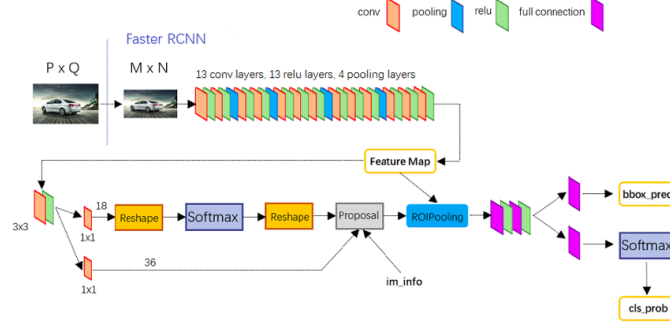 conv pooling relu full connection
Faster RCNN
P x Q M x N
13 conv layers, 13 relu layers, 4 pooling layers
Feature Map
3x3
18
1x1
Reshape
Softmax
Reshape
Proposal
ROIPooling
bbox_pred
Softmax
36
1x1
im_info
cls_prob